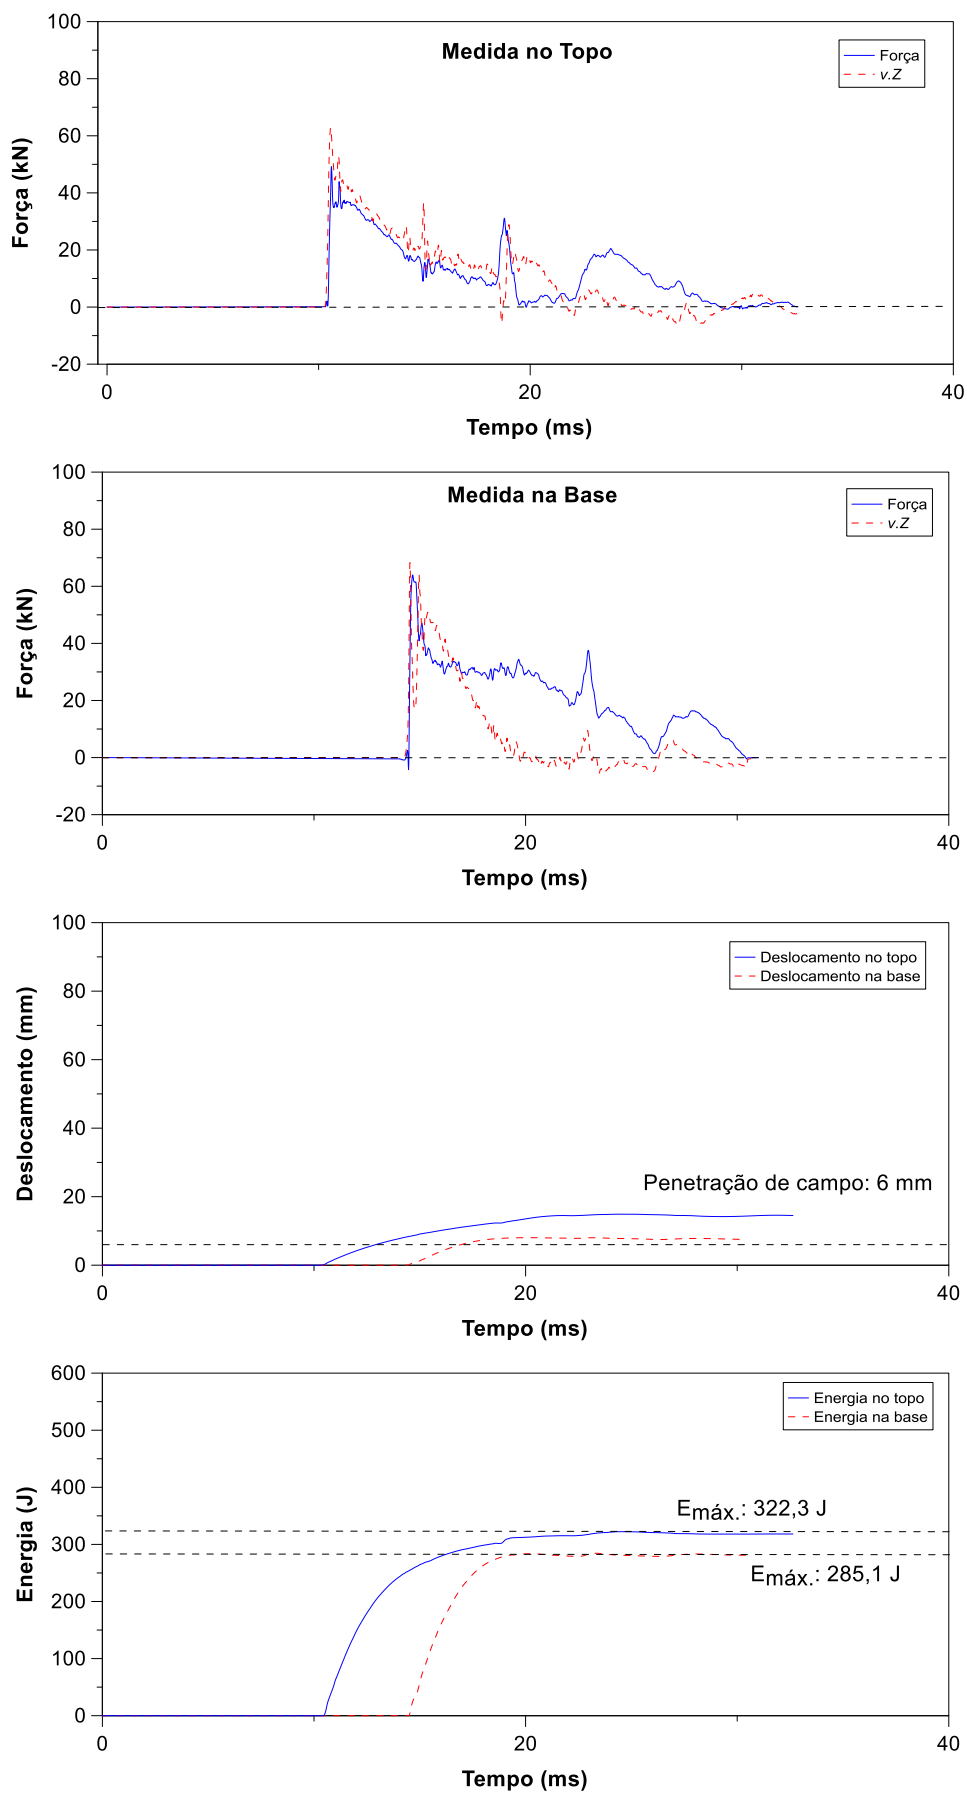 Medida no Topo
Força
v.Z
100
80
60
40
20
0
-20
Força (kN)
0
20
40
Tempo (ms)
Medida na Base
Força
v.Z
100
80
60
40
20
0
-20
Força (kN)
0
20
40
Tempo (ms)
Deslocamento no topo
Deslocamento na base
100
80
60
40
20
0
Deslocamento (mm)
Penetração de campo: 6 mm
0
20
40
Tempo (ms)
Energia no topo
Energia na base
600
500
400
300
200
100
0
Energia (J)
Emáx.: 322,3 J
Emáx.: 285,1 J
0
20
40
Tempo (ms)